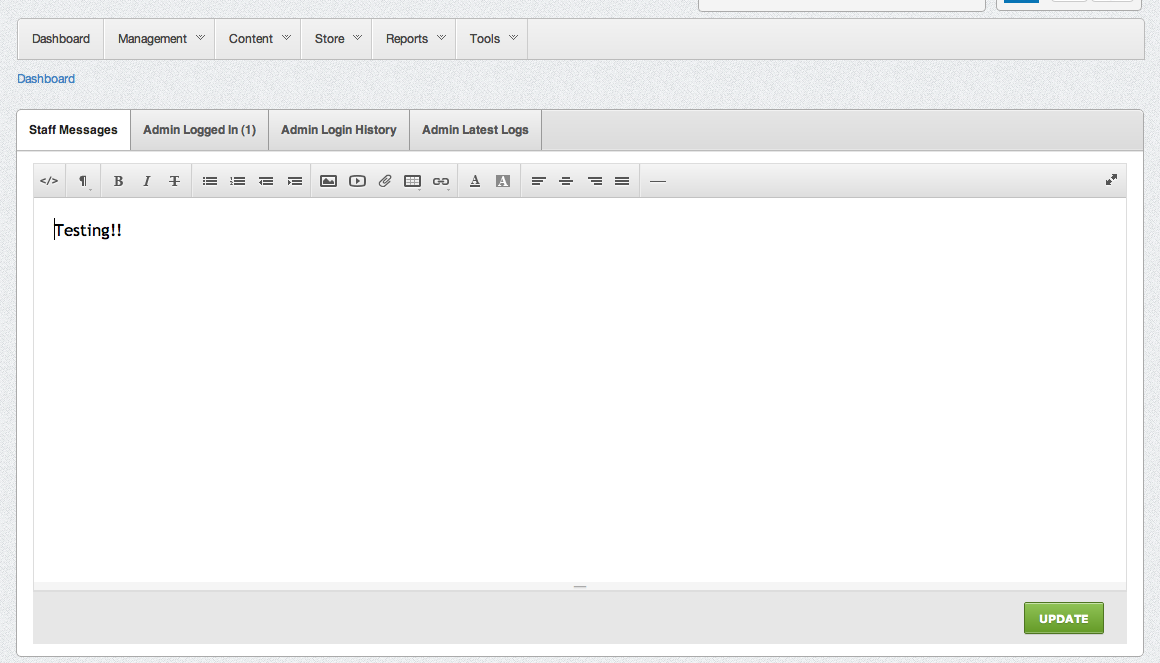 Dashboard Management Content Store Reports Tools
Dashboard
Staff Messages Admin Logged In (1) Admin Login History Admin Latest Logs
</> ¶ B I T A A
Testing!!
UPDATE